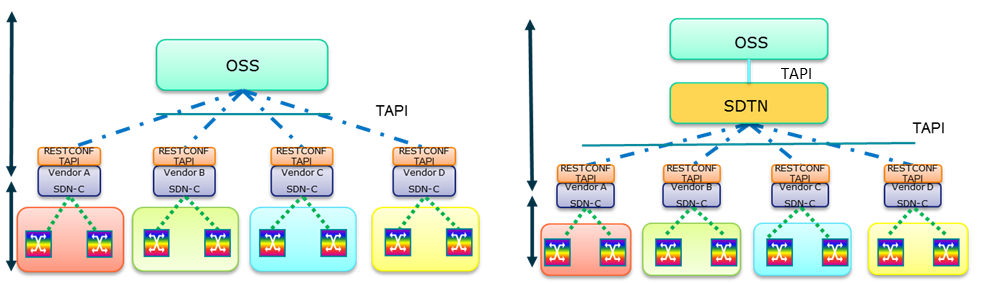 OSS
TAPI
RESTCONF
TAPI
Vendor A
SDN-C
RESTCONF
TAPI
Vendor B
SDN-C
RESTCONF
TAPI
Vendor C
SDN-C
RESTCONF
TAPI
Vendor D
SDN-C
OSS
TAPI
SDTN
TAPI
RESTCONF
TAPI
Vendor A
SDN-C
RESTCONF
TAPI
Vendor B
SDN-C
RESTCONF
TAPI
Vendor C
SDN-C
RESTCONF
TAPI
Vendor D
SDN-C